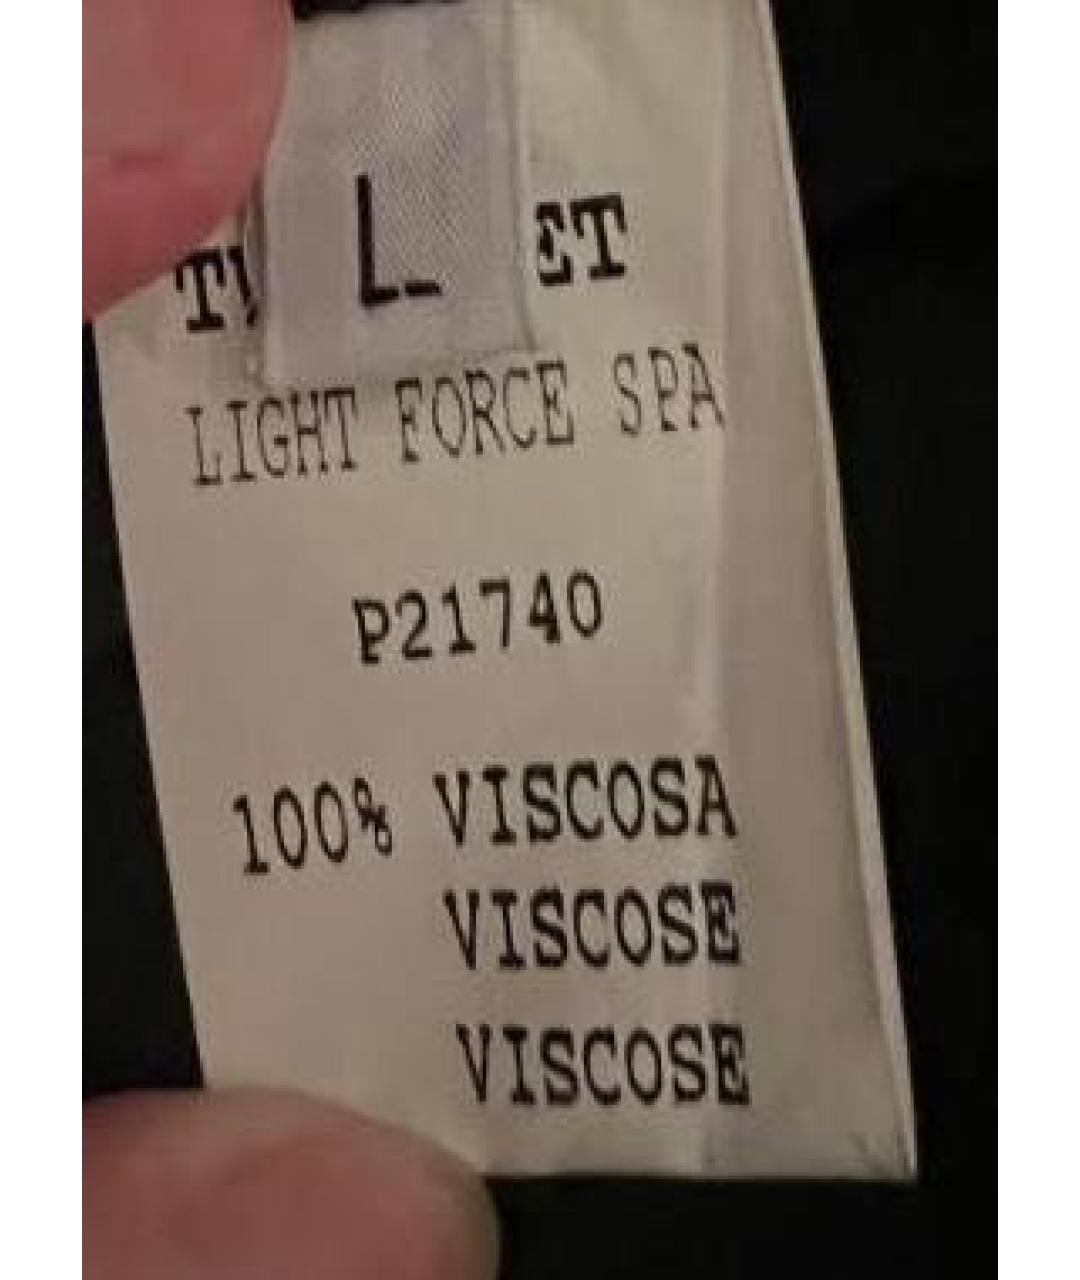 L
LIGHT FORCE SPA
P21740
100% VISCOSA
VISCOSE
VISCOSE